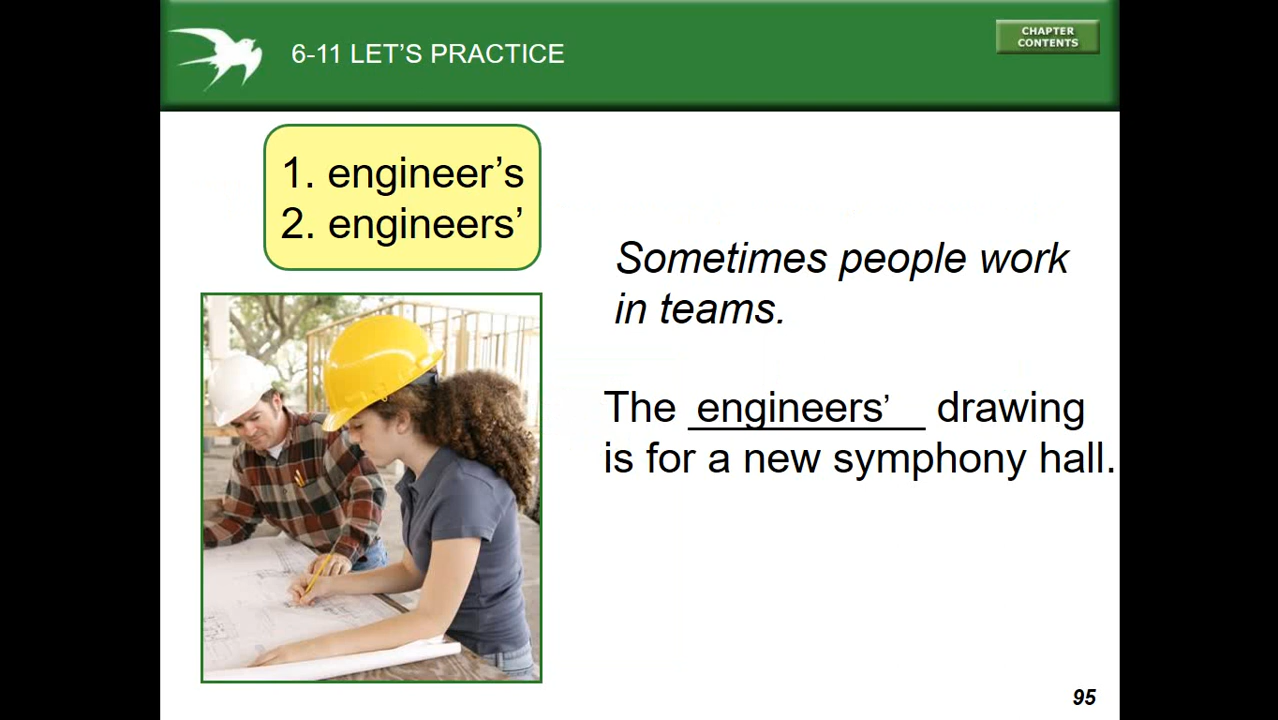 6-11 LET’S PRACTICE
CHAPTER
CONTENTS
1. engineer’s
2. engineers’
Sometimes people work
in teams.
The engineers’ drawing
is for a new symphony hall.
95